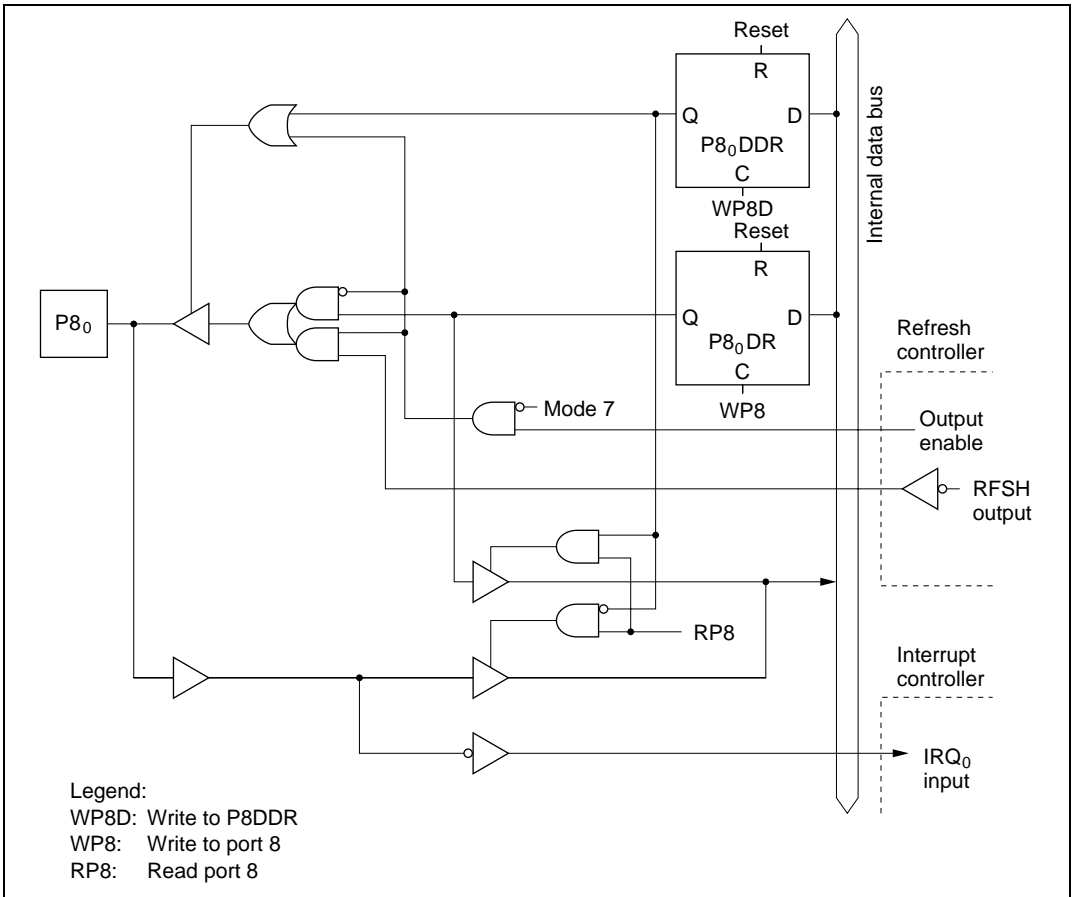 Reset
R
Q D
P8₀DDR
C
WP8D
Reset
R
Q D
P8₀DR
C
WP8
Internal data bus
P8₀
Refresh
controller
Mode 7
Output
enable
RFSH
output
RP8
Interrupt
controller
IRQ₀
input
Legend:
WP8D: Write to P8DDR
WP8: Write to port 8
RP8: Read port 8